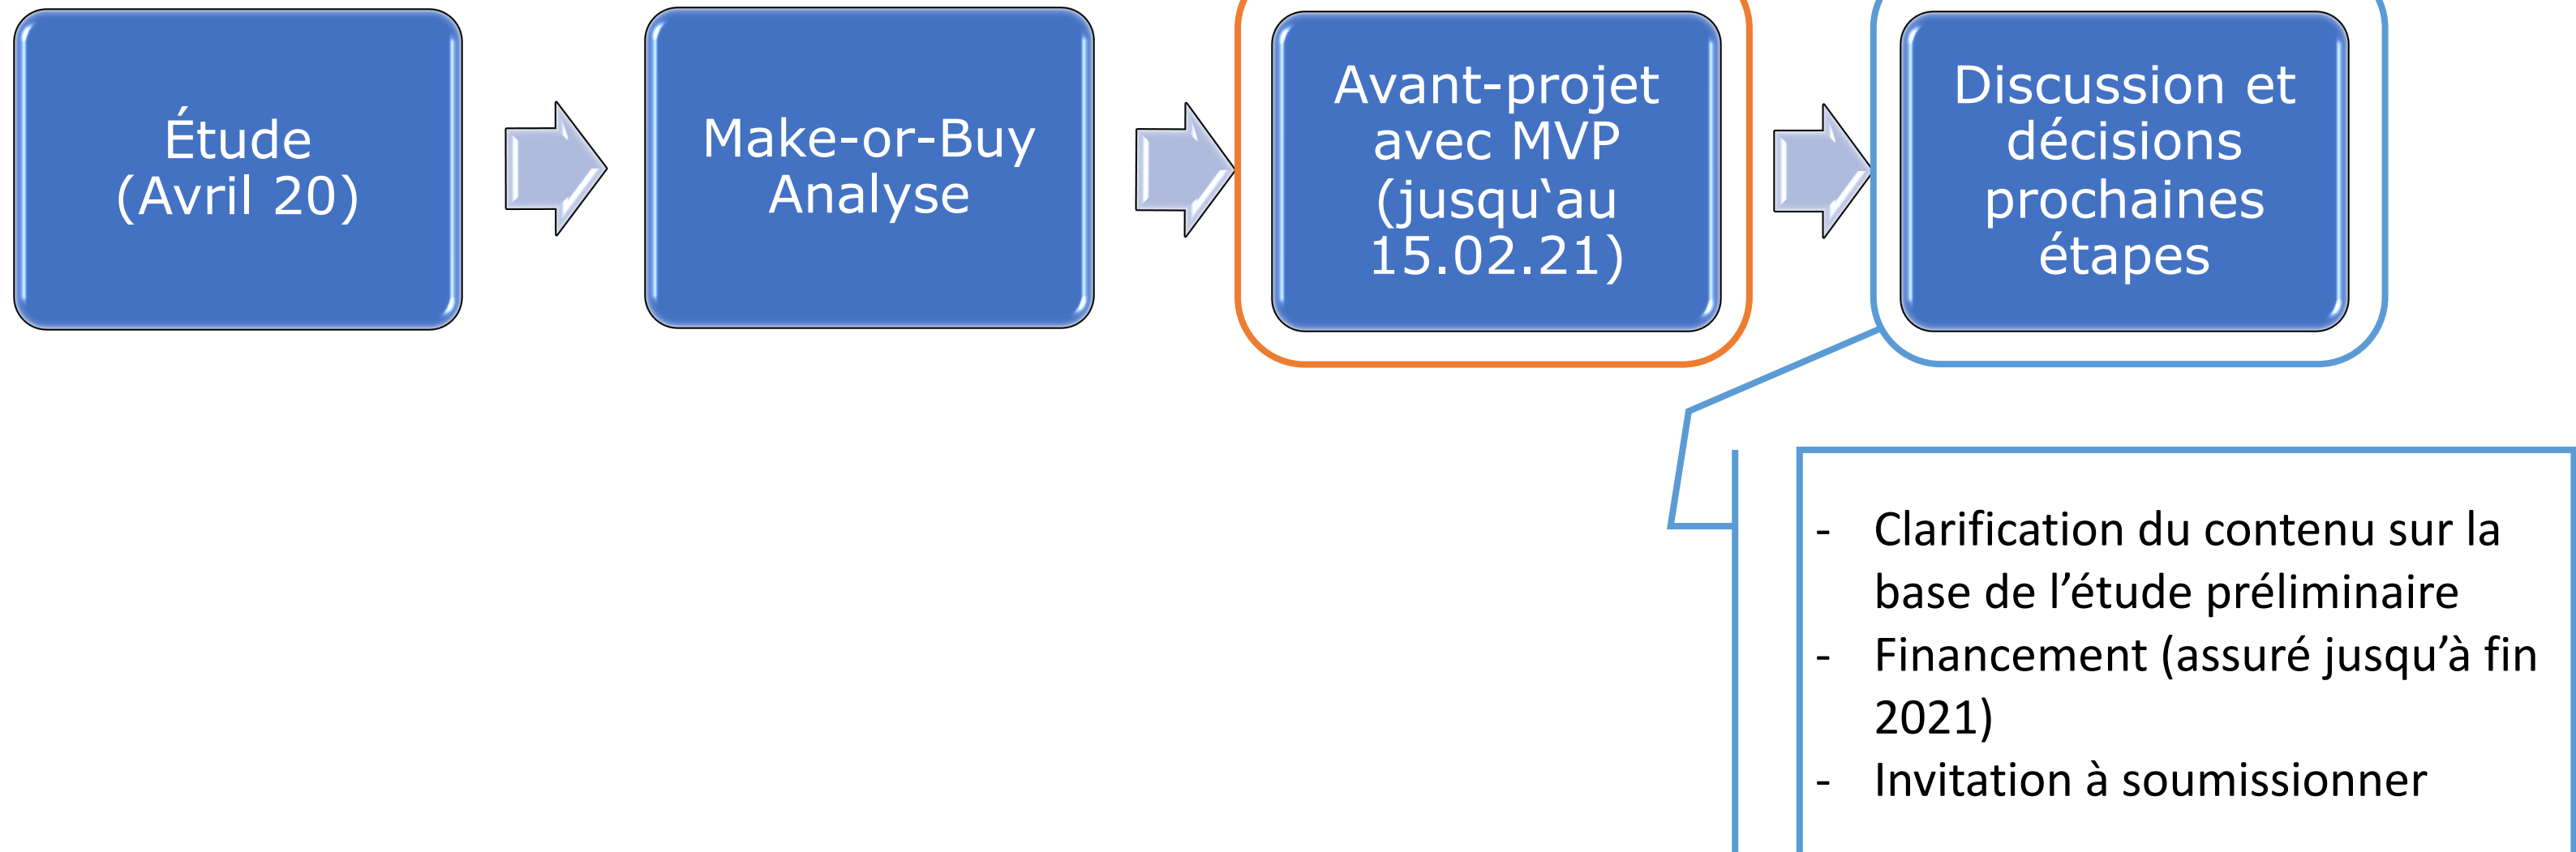 Étude
(Avril 20)
Make-or-Buy
Analyse
Avant-projet
avec MVP
(jusqu‘au
15.02.21)
Discussion et
décisions
prochaines
étapes
- Clarification du contenu sur la
base de l’étude préliminaire
- Financement (assuré jusqu’à fin
2021)
- Invitation à soumissionner